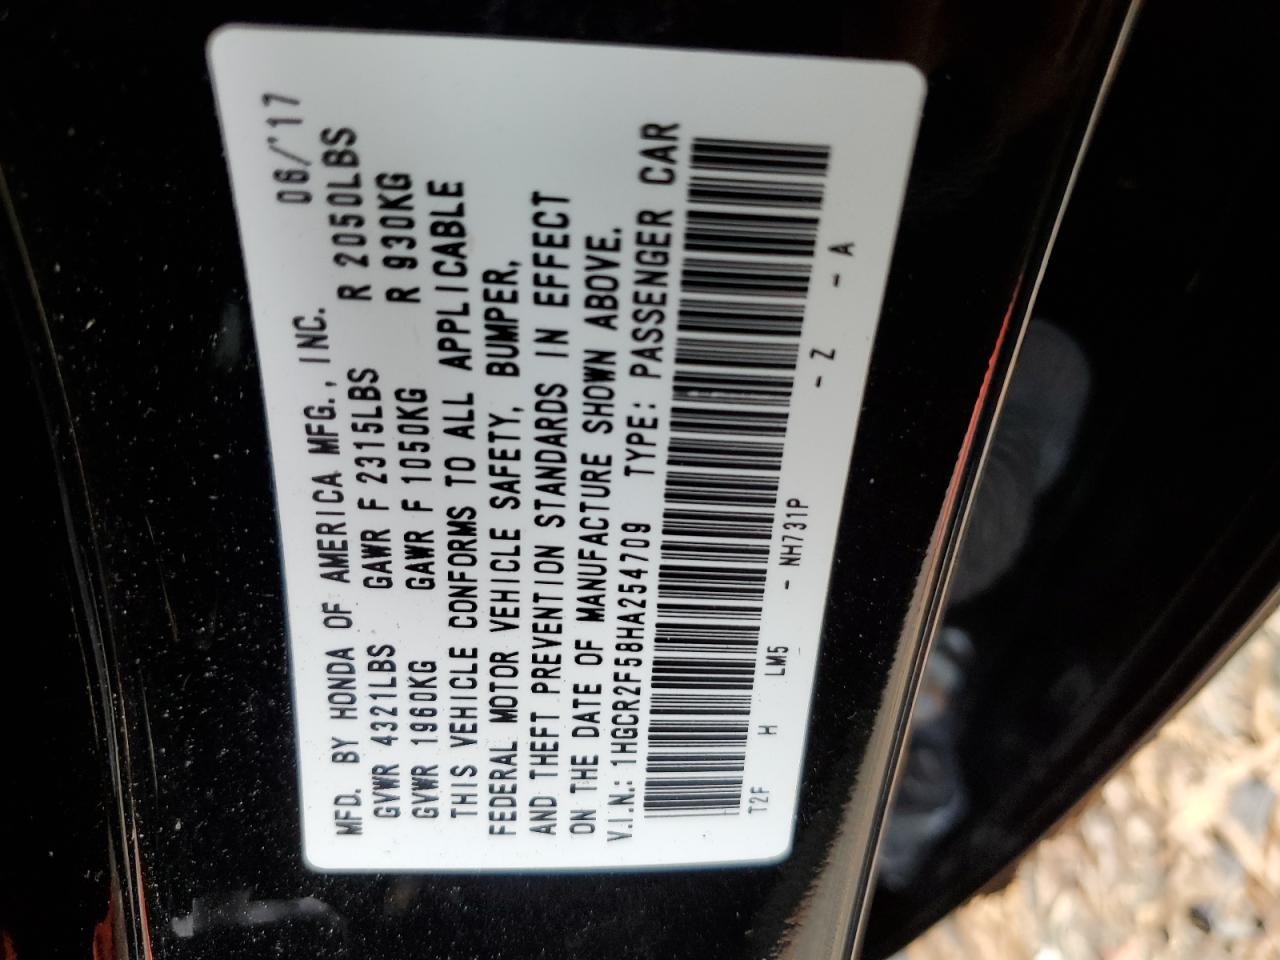 MFD. BY HONDA OF AMERICA MFG., INC. 06/'17
GVWR 4321LBS GAWR F 2315LBS R 2050LBS
GVWR 1960KG GAWR F 1050KG R 930KG
THIS VEHICLE CONFORMS TO ALL APPLICABLE
FEDERAL MOTOR VEHICLE SAFETY, BUMPER,
AND THEFT PREVENTION STANDARDS IN EFFECT
ON THE DATE OF MANUFACTURE SHOWN ABOVE.
V.I.N.: 1HGCR2F58HA254709 TYPE: PASSENGER CAR
T2F H LM5 - NH731P - Z - A